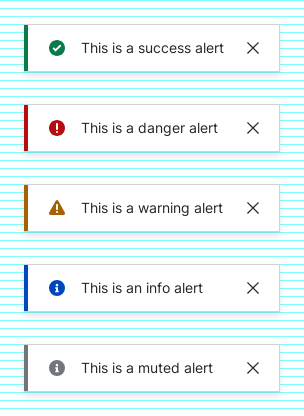 This is a success alert
This is a danger alert
This is a warning alert
This is an info alert
This is a muted alert